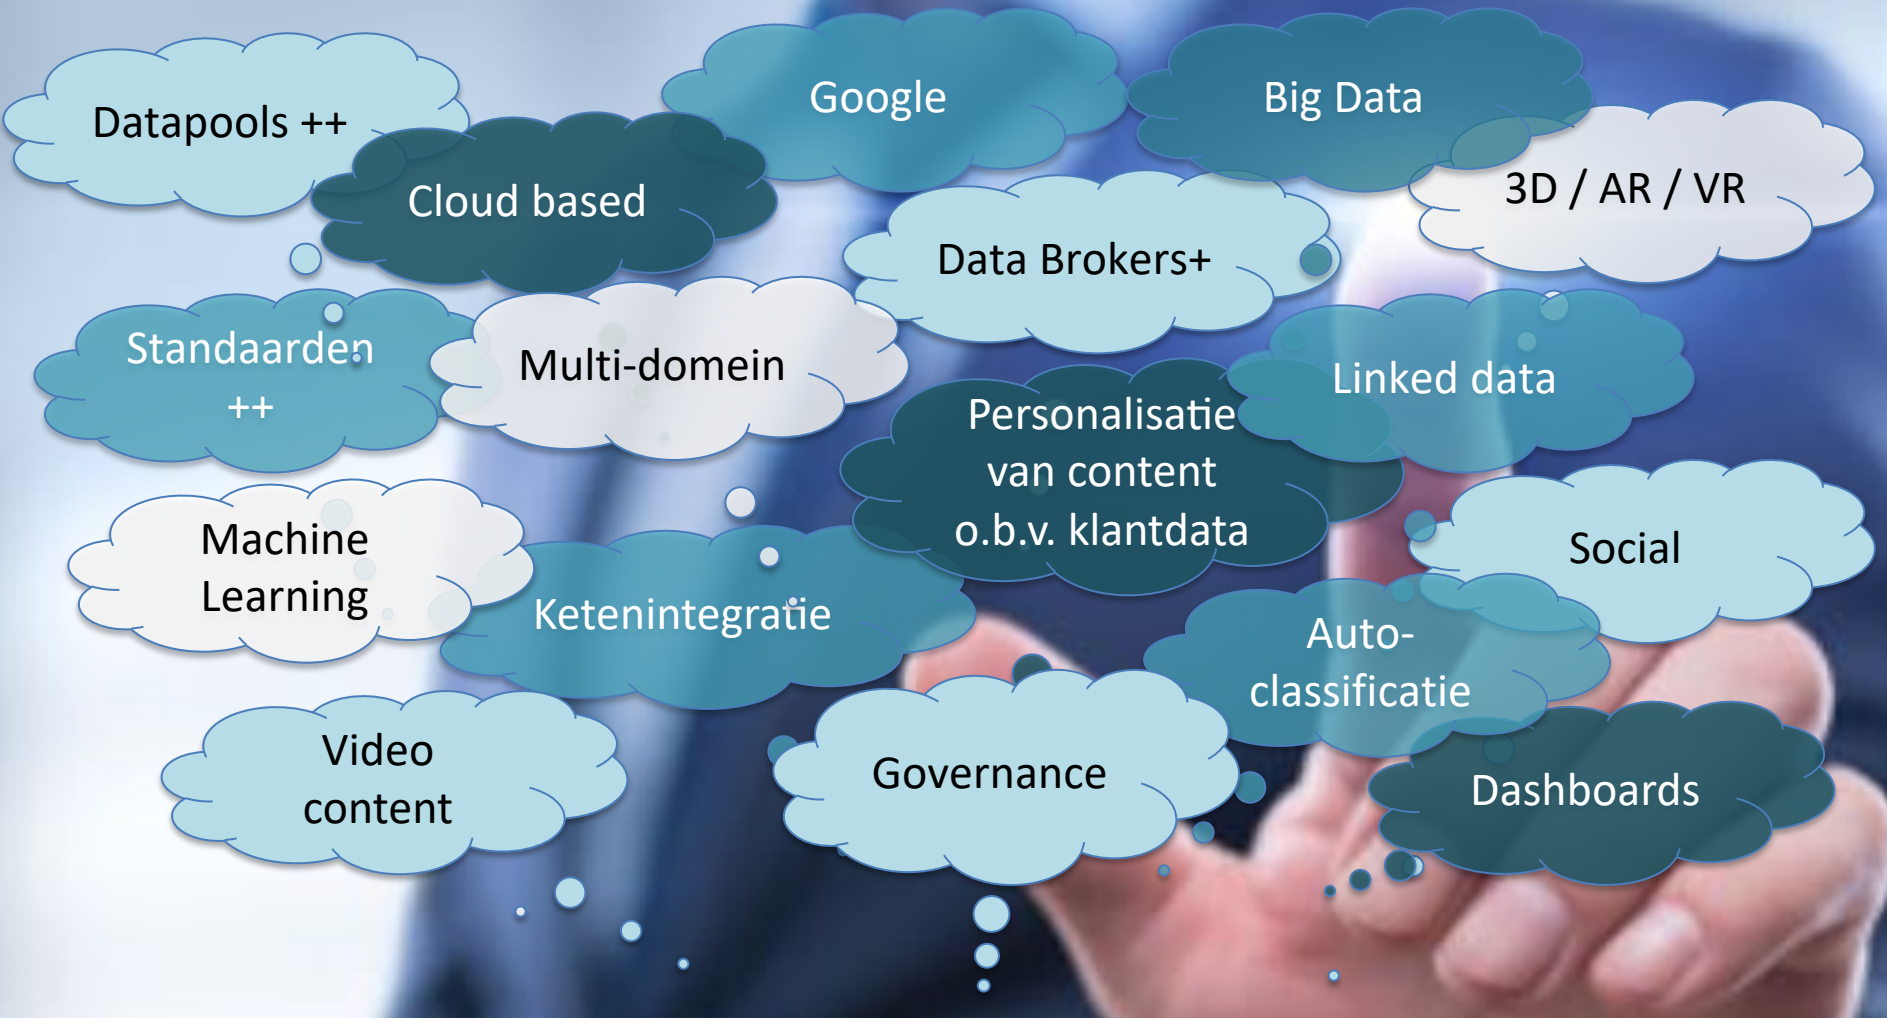 Datapools ++
Google
Big Data
Cloud based
3D / AR / VR
Data Brokers+
Standaarden
++
Multi-domein
Linked data
Personalisatie
van content
o.b.v. klantdata
Machine
Learning
Ketenintegratie
Social
Auto-
classificatie
Video
content
Governance
Dashboards